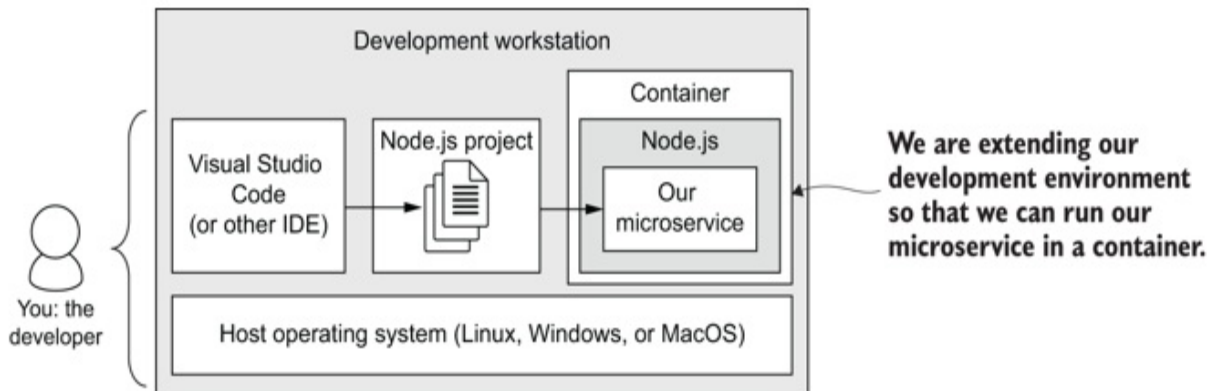 Development workstation
Container
Visual Studio
Code
(or other IDE)
Node.js project
Node.js
Our
microservice
We are extending our
development environment
so that we can run our
microservice in a container.
You: the
developer
Host operating system (Linux, Windows, or MacOS)